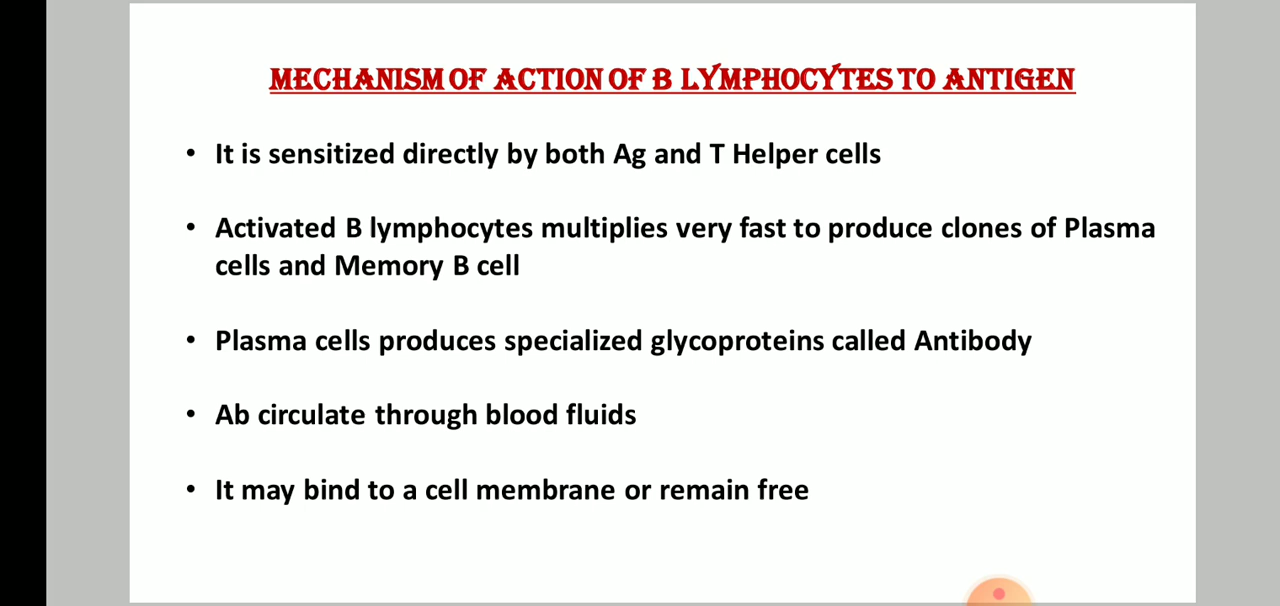 MECHANISM OF ACTION OF B LYMPHOCYTES TO ANTIGEN
• It is sensitized directly by both Ag and T Helper cells
• Activated B lymphocytes multiplies very fast to produce clones of Plasma
cells and Memory B cell
• Plasma cells produces specialized glycoproteins called Antibody
• Ab circulate through blood fluids
• It may bind to a cell membrane or remain free